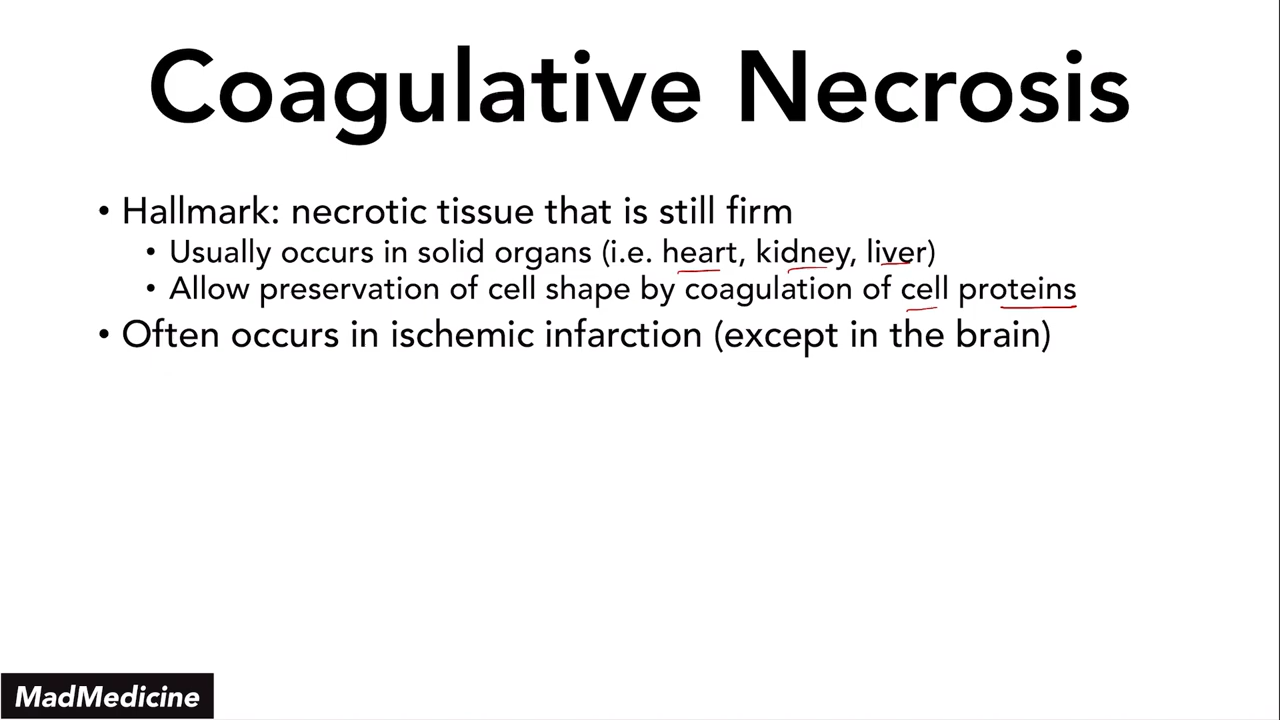 Coagulative Necrosis
• Hallmark: necrotic tissue that is still firm
• Usually occurs in solid organs (i.e. heart, kidney, liver)
• Allow preservation of cell shape by coagulation of cell proteins
• Often occurs in ischemic infarction (except in the brain)
MadMedicine